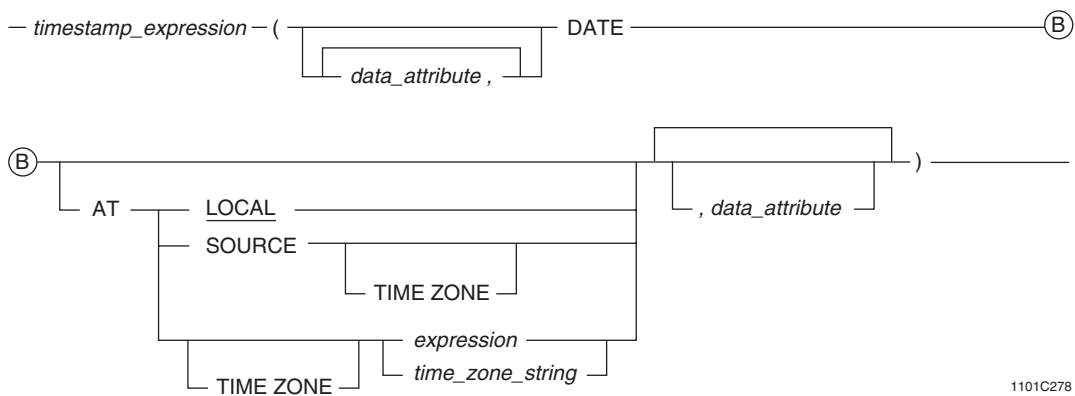 timestamp_expression ( DATE B
data_attribute ,
B )
AT LOCAL , data_attribute
SOURCE
TIME ZONE
expression
TIME ZONE time_zone_string
1101C278